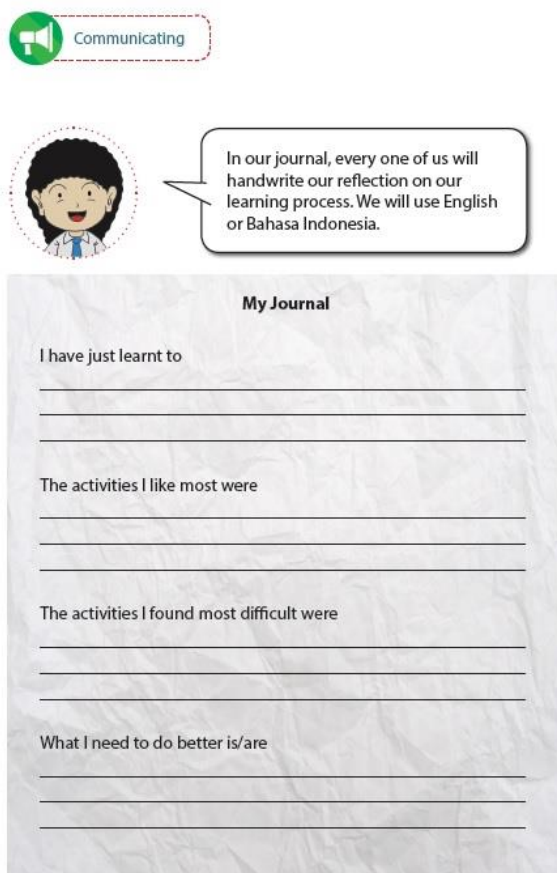 Communicating
In our journal, every one of us will
handwrite our reflection on our
learning process. We will use English
or Bahasa Indonesia.
My Journal
I have just learnt to
The activities I like most were
The activities I found most difficult were
What I need to do better is/are